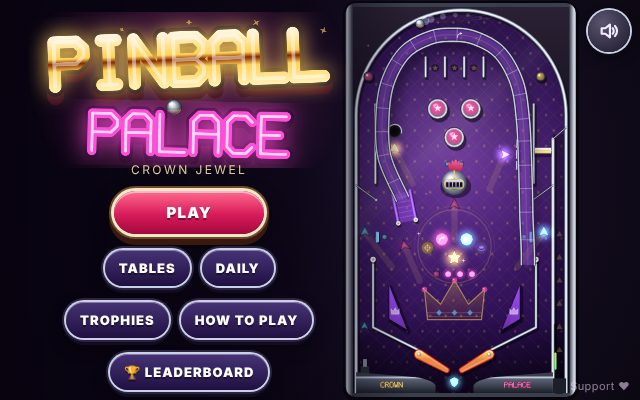 PINBALL
PALACE
CROWN JEWEL
PLAY
TABLES
DAILY
TROPHIES
HOW TO PLAY
LEADERBOARD
CROWN
PALACE
Support